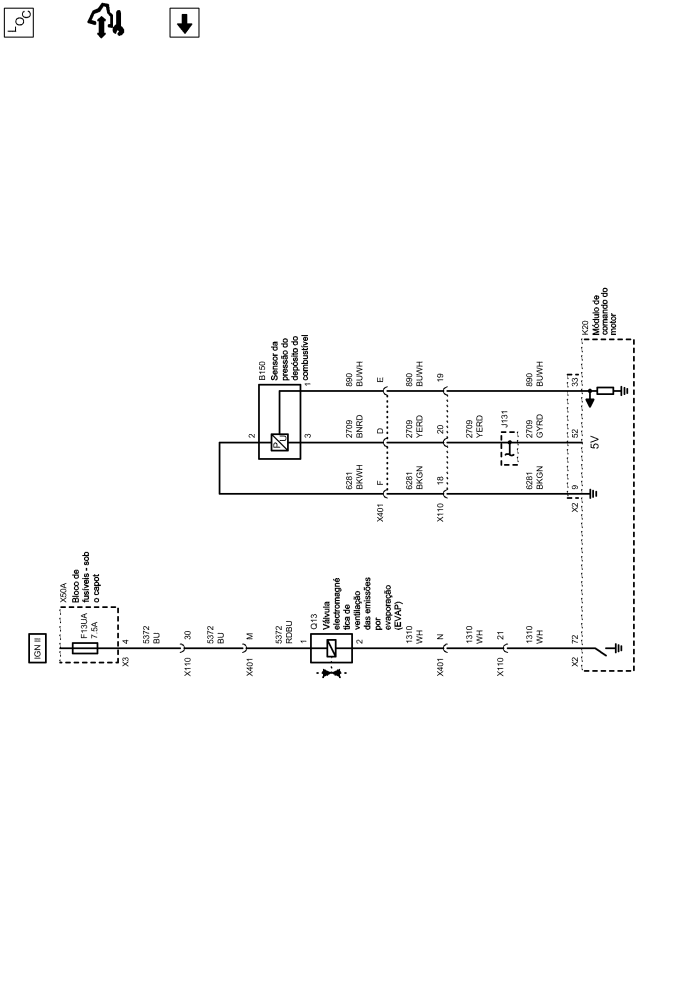 LOC
IGN II
X50A
Bloco de
fusíveis - sob
o capot
F13UA
7.5A
X3
4
5372
BU
X110
30
5372
BU
X401
M
5372
RDBU
1
Q13
Válvula
electromagné
tica de
ventilação
das emissões
por
evaporação
(EVAP)
2
1310
WH
X401
N
1310
WH
X110
21
1310
WH
X2
72
B150
Sensor da
pressão do
depósito do
combustível
2
P
U
3
1
6281
BKWH
2709
BNRD
890
BUWH
X401
F
D
E
6281
BKGN
2709
YERD
890
BUWH
X110
18
20
19
2709
YERD
J131
6281
BKGN
2709
GYRD
890
BUWH
X2
9
52
33
5V
K20
Módulo de
comando do
motor